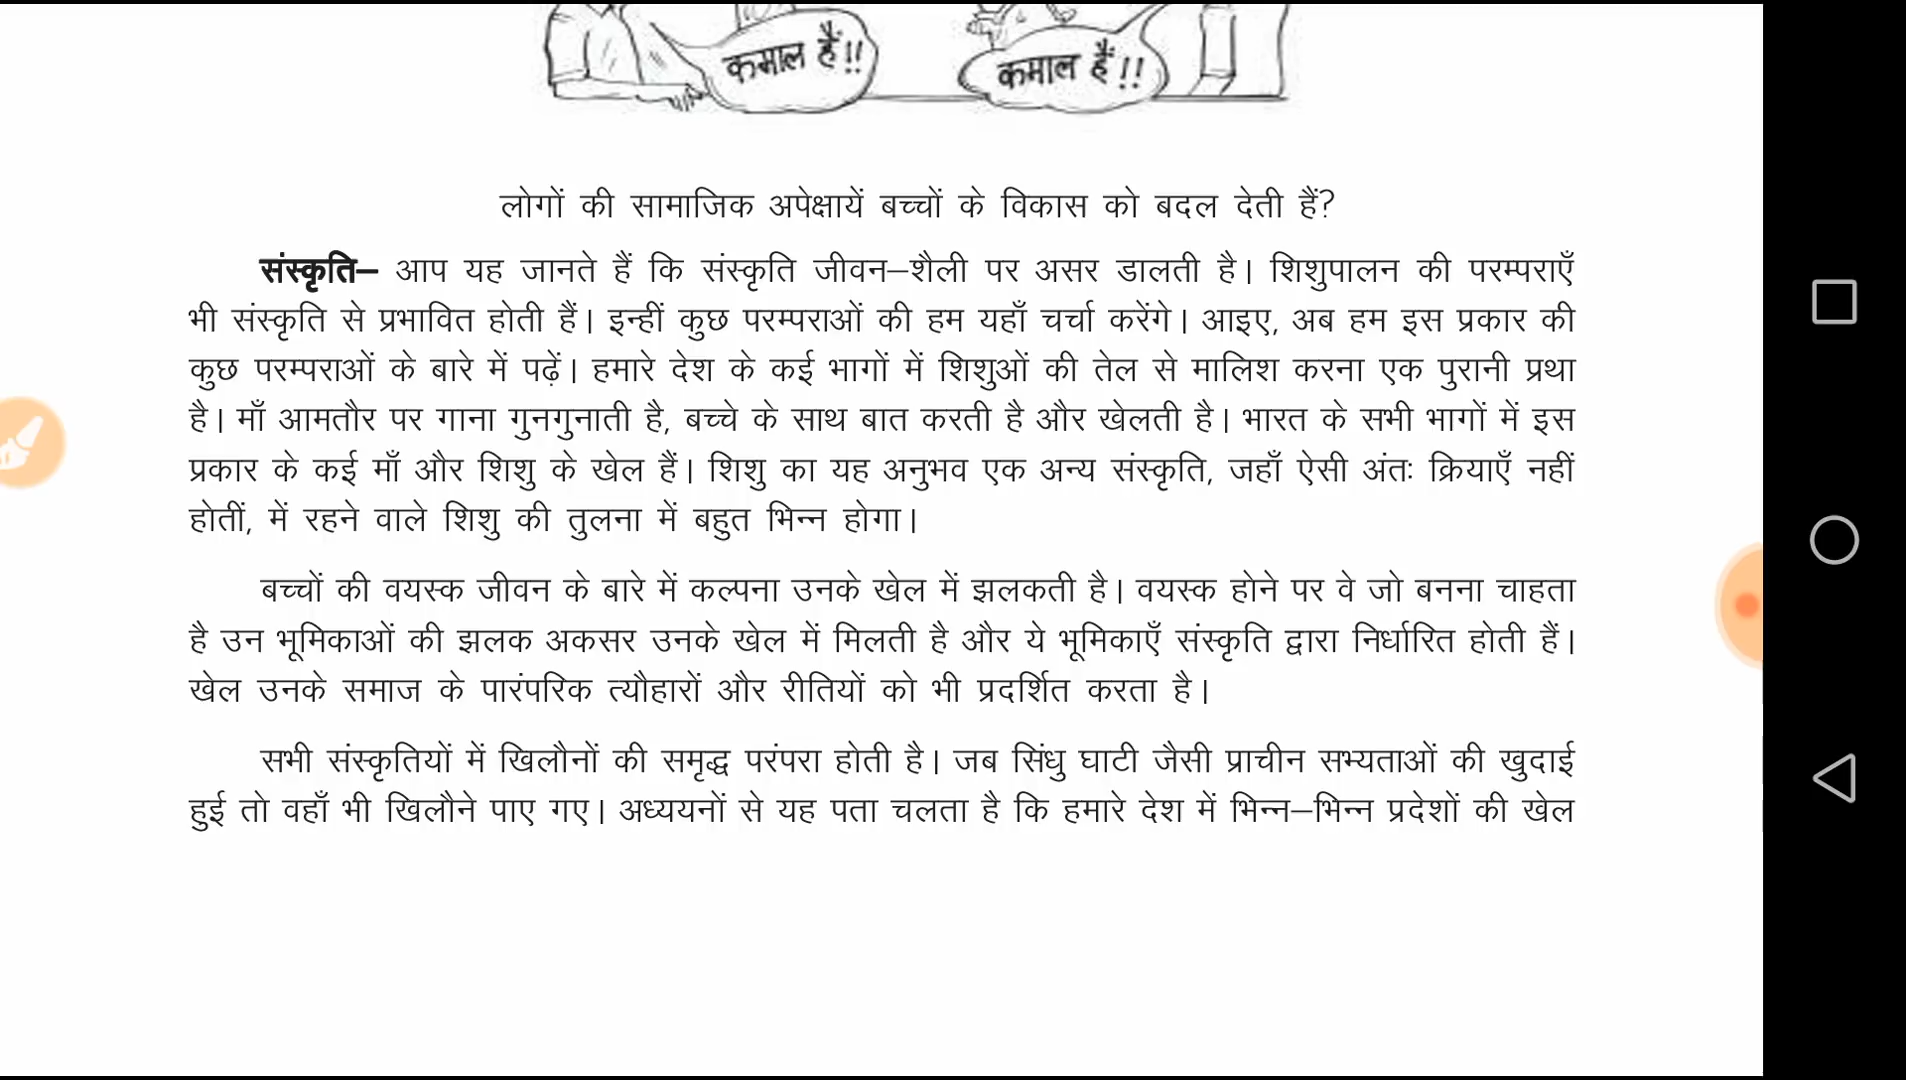 कमाल है!!
कमाल है!!
लोगों की सामाजिक अपेक्षायें बच्चों के विकास को बदल देती हैं?
संस्कृति– आप यह जानते हैं कि संस्कृति जीवन–शैली पर असर डालती है। शिशुपालन की परम्पराएँ
भी संस्कृति से प्रभावित होती हैं। इन्हीं कुछ परम्पराओं की हम यहाँ चर्चा करेंगे। आइए, अब हम इस प्रकार की
कुछ परम्पराओं के बारे में पढ़ें। हमारे देश के कई भागों में शिशुओं की तेल से मालिश करना एक पुरानी प्रथा
है। माँ आमतौर पर गाना गुनगुनाती है, बच्चे के साथ बात करती है और खेलती है। भारत के सभी भागों में इस
प्रकार के कई माँ और शिशु के खेल हैं। शिशु का यह अनुभव एक अन्य संस्कृति, जहाँ ऐसी अंतः क्रियाएँ नहीं
होतीं, में रहने वाले शिशु की तुलना में बहुत भिन्न होगा।
बच्चों की वयस्क जीवन के बारे में कल्पना उनके खेल में झलकती है। वयस्क होने पर वे जो बनना चाहता
है उन भूमिकाओं की झलक अकसर उनके खेल में मिलती है और ये भूमिकाएँ संस्कृति द्वारा निर्धारित होती हैं।
खेल उनके समाज के पारंपरिक त्यौहारों और रीतियों को भी प्रदर्शित करता है।
सभी संस्कृतियों में खिलौनों की समृद्ध परंपरा होती है। जब सिंधु घाटी जैसी प्राचीन सभ्यताओं की खुदाई
हुई तो वहाँ भी खिलौने पाए गए। अध्ययनों से यह पता चलता है कि हमारे देश में भिन्न–भिन्न प्रदेशों की खेल